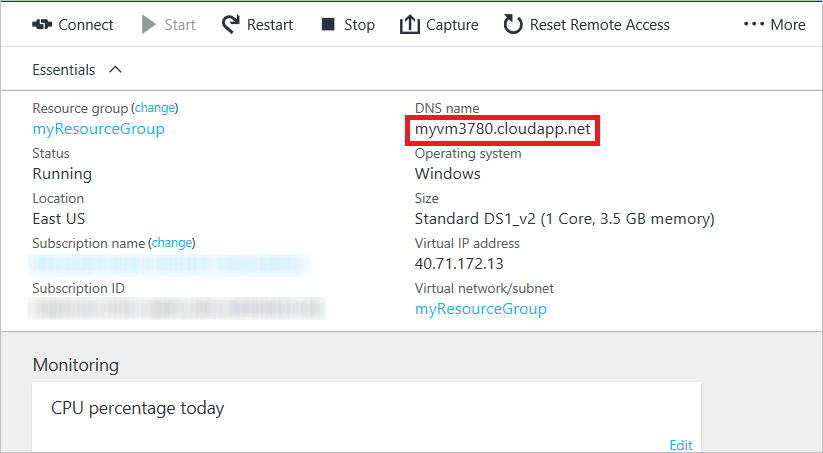 Connect Start Restart Stop Capture Reset Remote Access ··· More
Essentials
Resource group (change)
myResourceGroup
Status
Running
Location
East US
Subscription name (change)
Subscription ID
DNS name
myvm3780.cloudapp.net
Operating system
Windows
Size
Standard DS1_v2 (1 Core, 3.5 GB memory)
Virtual IP address
40.71.172.13
Virtual network/subnet
myResourceGroup
Monitoring
CPU percentage today
Edit